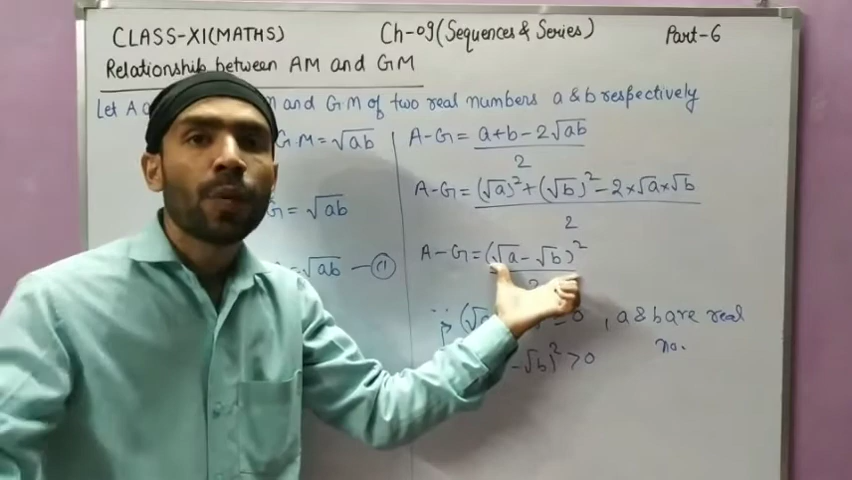 CLASS-XI(MATHS) Ch-09(Sequences & Series) Part-6
Relationship between AM and GM
Let A and GM of two real numbers a & b respectively
G.M = √ab
G = √ab
√ab — ①
A-G = (a+b-2√ab)/2
A-G = ((√a)²+(√b)²-2×√a×√b)/2
A-G = (√a-√b)²/2
∵ (√a 0, a & b are real no.
-√b)² > 0